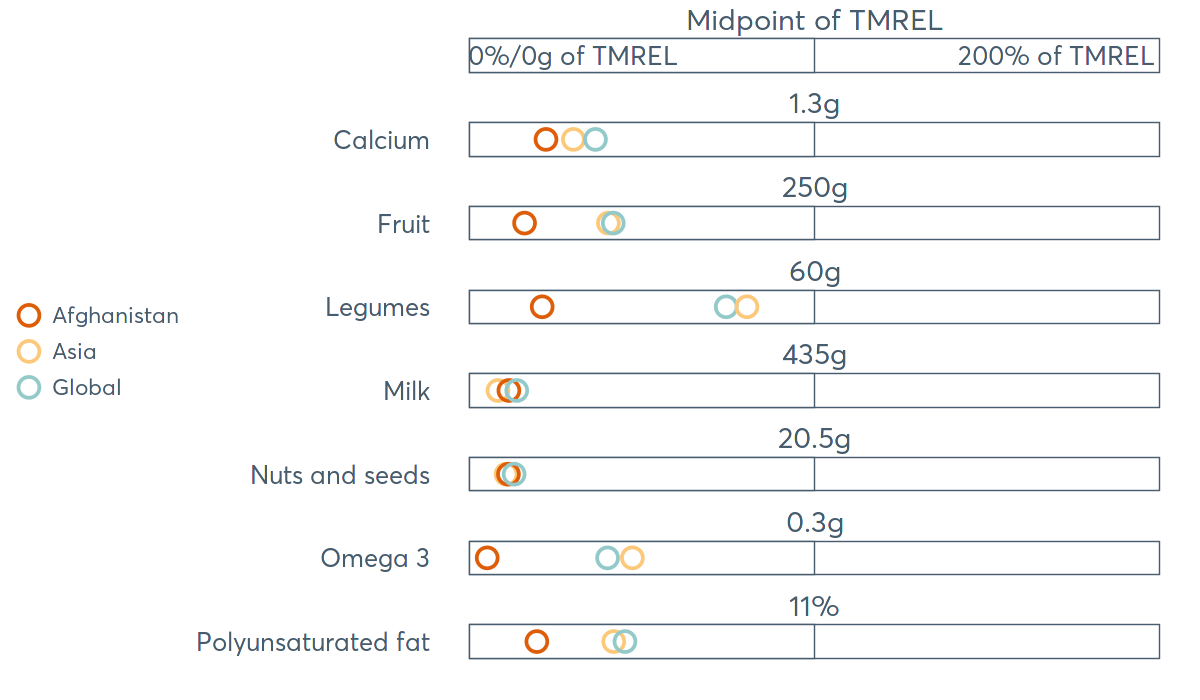 Midpoint of TMREL
0%/0g of TMREL
200% of TMREL
1.3g
Calcium
250g
Fruit
60g
Legumes
435g
Milk
20.5g
Nuts and seeds
0.3g
Omega 3
11%
Polyunsaturated fat
Afghanistan
Asia
Global